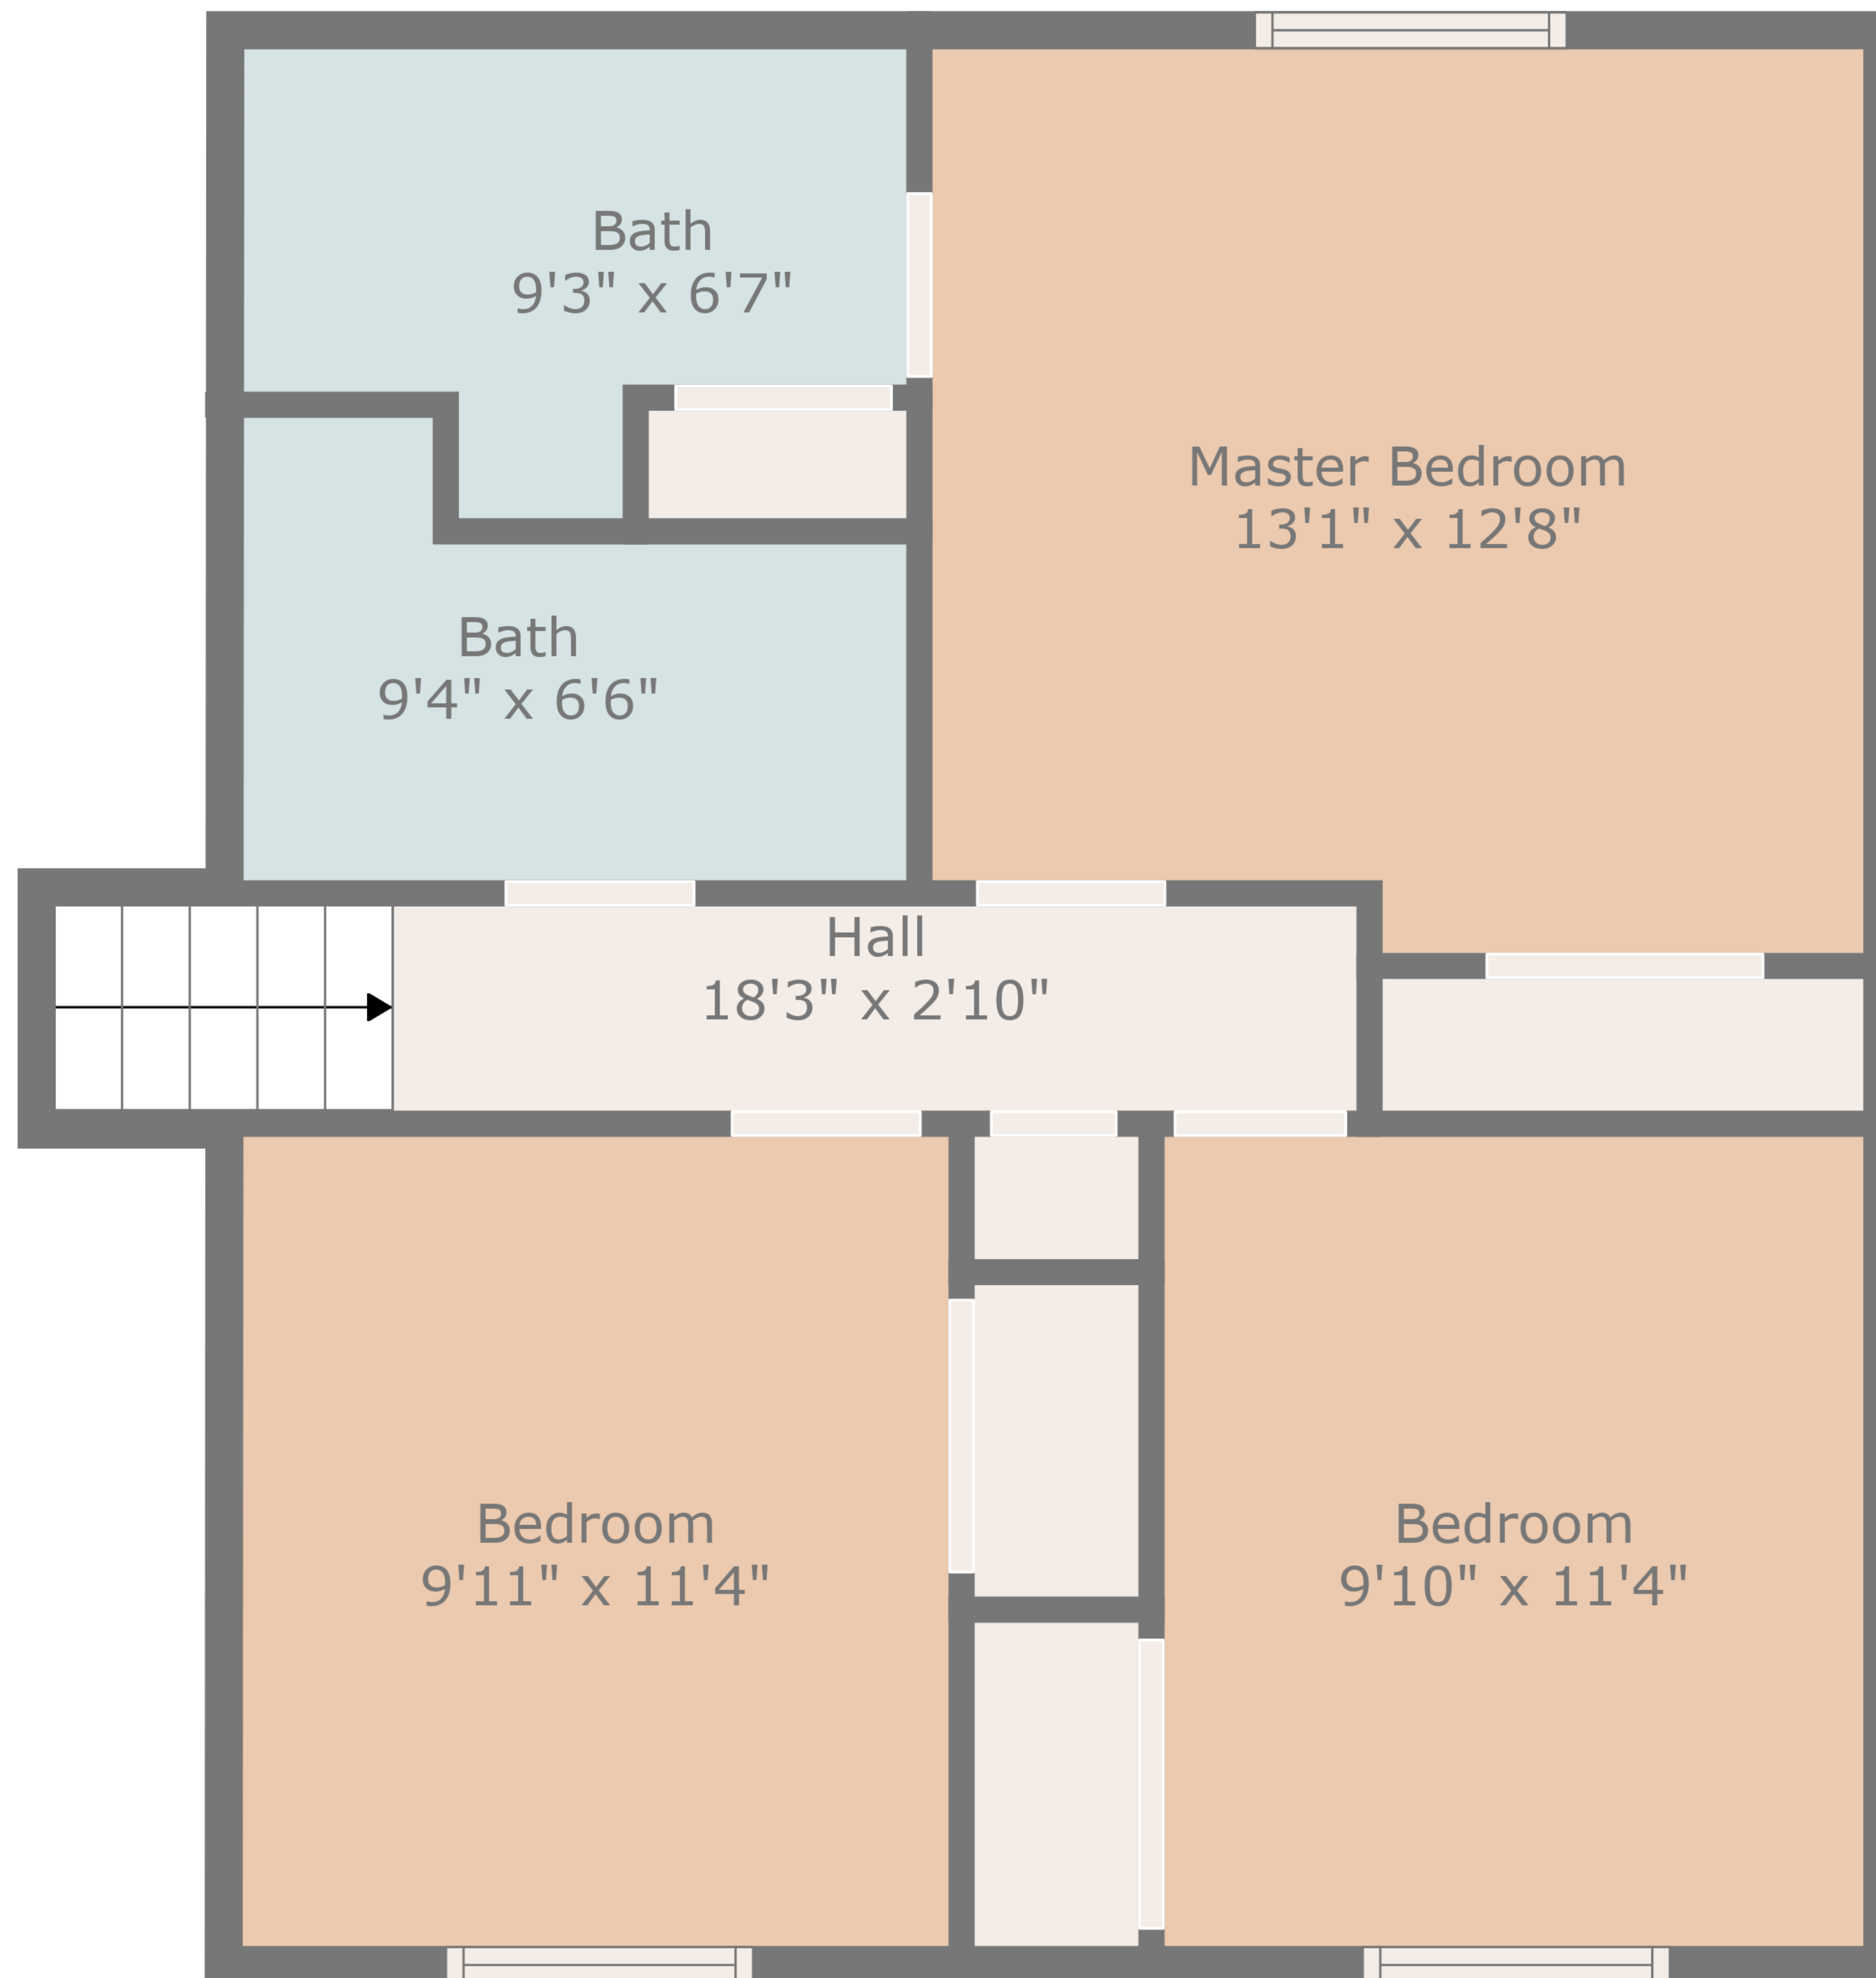 Bath
9'3" x 6'7"
Master Bedroom
13'1" x 12'8"
Bath
9'4" x 6'6"
Hall
18'3" x 2'10"
Bedroom
9'11" x 11'4"
Bedroom
9'10" x 11'4"